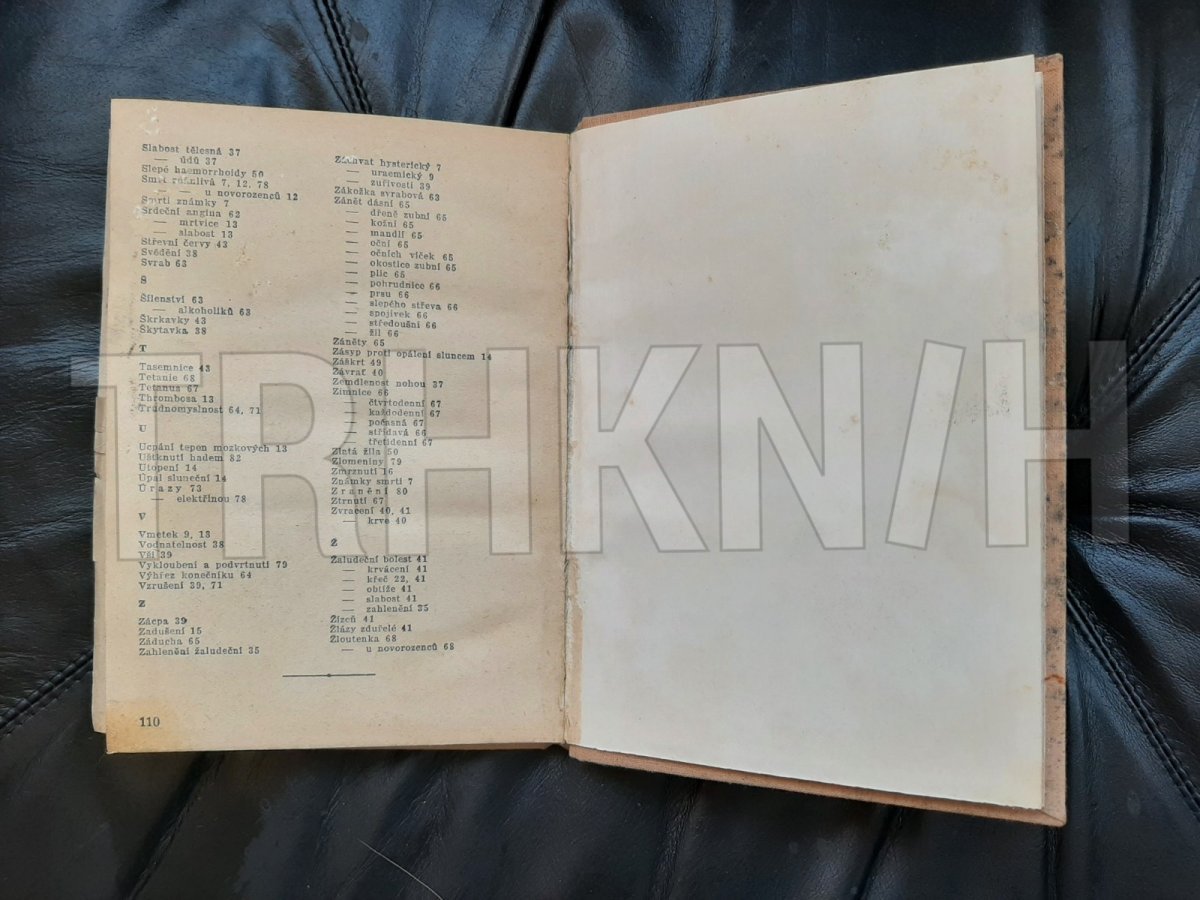 Slabost tělesná 37
— údů 37
Slepé haemorrhoidy 50
Smrt zdánlivá 7, 12, 78
— — u novorozenců 12
Smrti známky 7
Srdeční angina 62
— mrtvice 13
— slabost 13
Střevní červy 43
Svědění 38
Svrab 63
Š
Šílenství 63
— alkoholiků 63
Škrkavky 43
Škytavka 38
T
Tasemnice 43
Tetanie 68
Tetanus 67
Thrombosa 13
Trudnomyslnost 64, 71
U
Ucpání tepen mozkových 13
Uštknutí hadem 82
Utopení 14
Úpal sluneční 14
Úrazy 73
— elektřinou 78
V
Vmetek 9, 13
Vodnatelnost 38
Vši 39
Vykloubení a podvrtnutí 79
Výhřez konečníku 64
Vzrušení 39, 71
Z
Zácpa 39
Zadušení 15
Záducha 65
Zahlenění žaludeční 35
Záchvat hysterický 7
— uraemický 9
— zuřivosti 39
Zákožka svrabová 63
Zánět dásní 65
— dřeně zubní 65
— kožní 65
— mandlí 65
— oční 65
— očních víček 65
— okostice zubní 65
— plic 65
— pohrudnice 66
— prsu 66
— slepého střeva 66
— spojivek 66
— středoušní 66
— žil 66
Záněty 65
Zásyp proti opálení sluncem 14
Záškrt 49
Závrať 40
Zemdlenost nohou 37
Zimnice 66
— čtvrtodenní 67
— každodenní 67
— počasná 67
— střídavá 66
— třetidenní 67
Zlatá žíla 50
Zlomeniny 79
Zmrznutí 16
Známky smrti 7
Zranění 80
Ztrnutí 67
Zvracení 40, 41
— krve 40
Ž
Žaludeční bolest 41
— krvácení 41
— křeč 22, 41
— obtíže 41
— slabost 41
— zahlenění 35
Žízeň 41
Žlázy zduřelé 41
Žloutenka 68
— u novorozenců 68
110
TRHKNIH